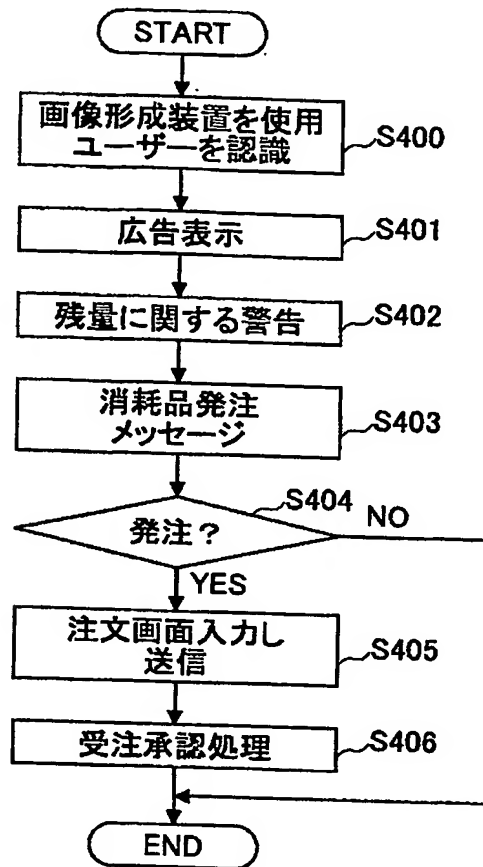 START
画像形成装置を使用
ユーザーを認識
S400
広告表示
S401
残量に関する警告
S402
消耗品発注
メッセージ
S403
S404
発注?
NO
YES
注文画面入力し
送信
S405
受注承認処理
S406
END